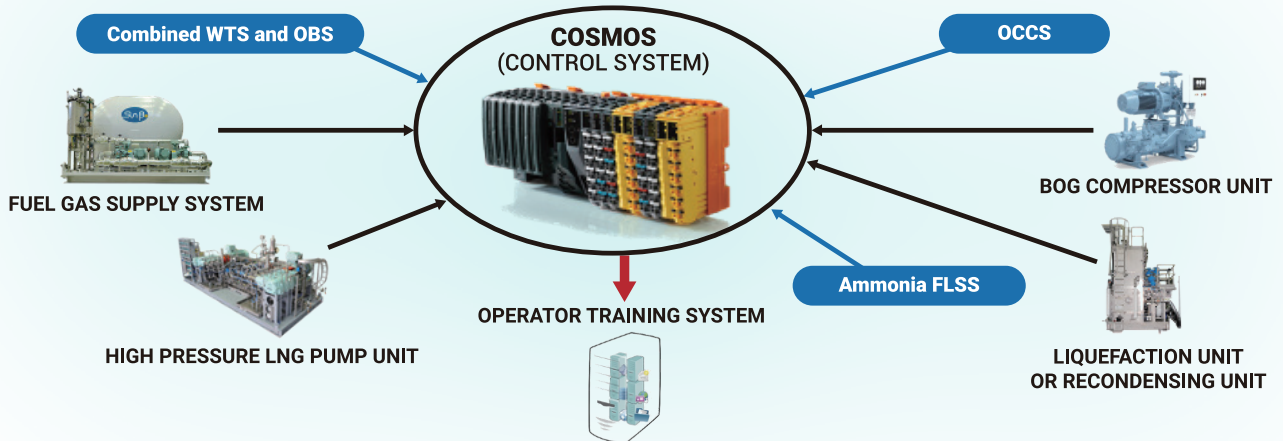 Combined WTS and OBS
COSMOS
(CONTROL SYSTEM)
OCCS
FUEL GAS SUPPLY SYSTEM
BOG COMPRESSOR UNIT
HIGH PRESSURE LNG PUMP UNIT
OPERATOR TRAINING SYSTEM
Ammonia FLSS
LIQUEFACTION UNIT
OR RECONDENSING UNIT